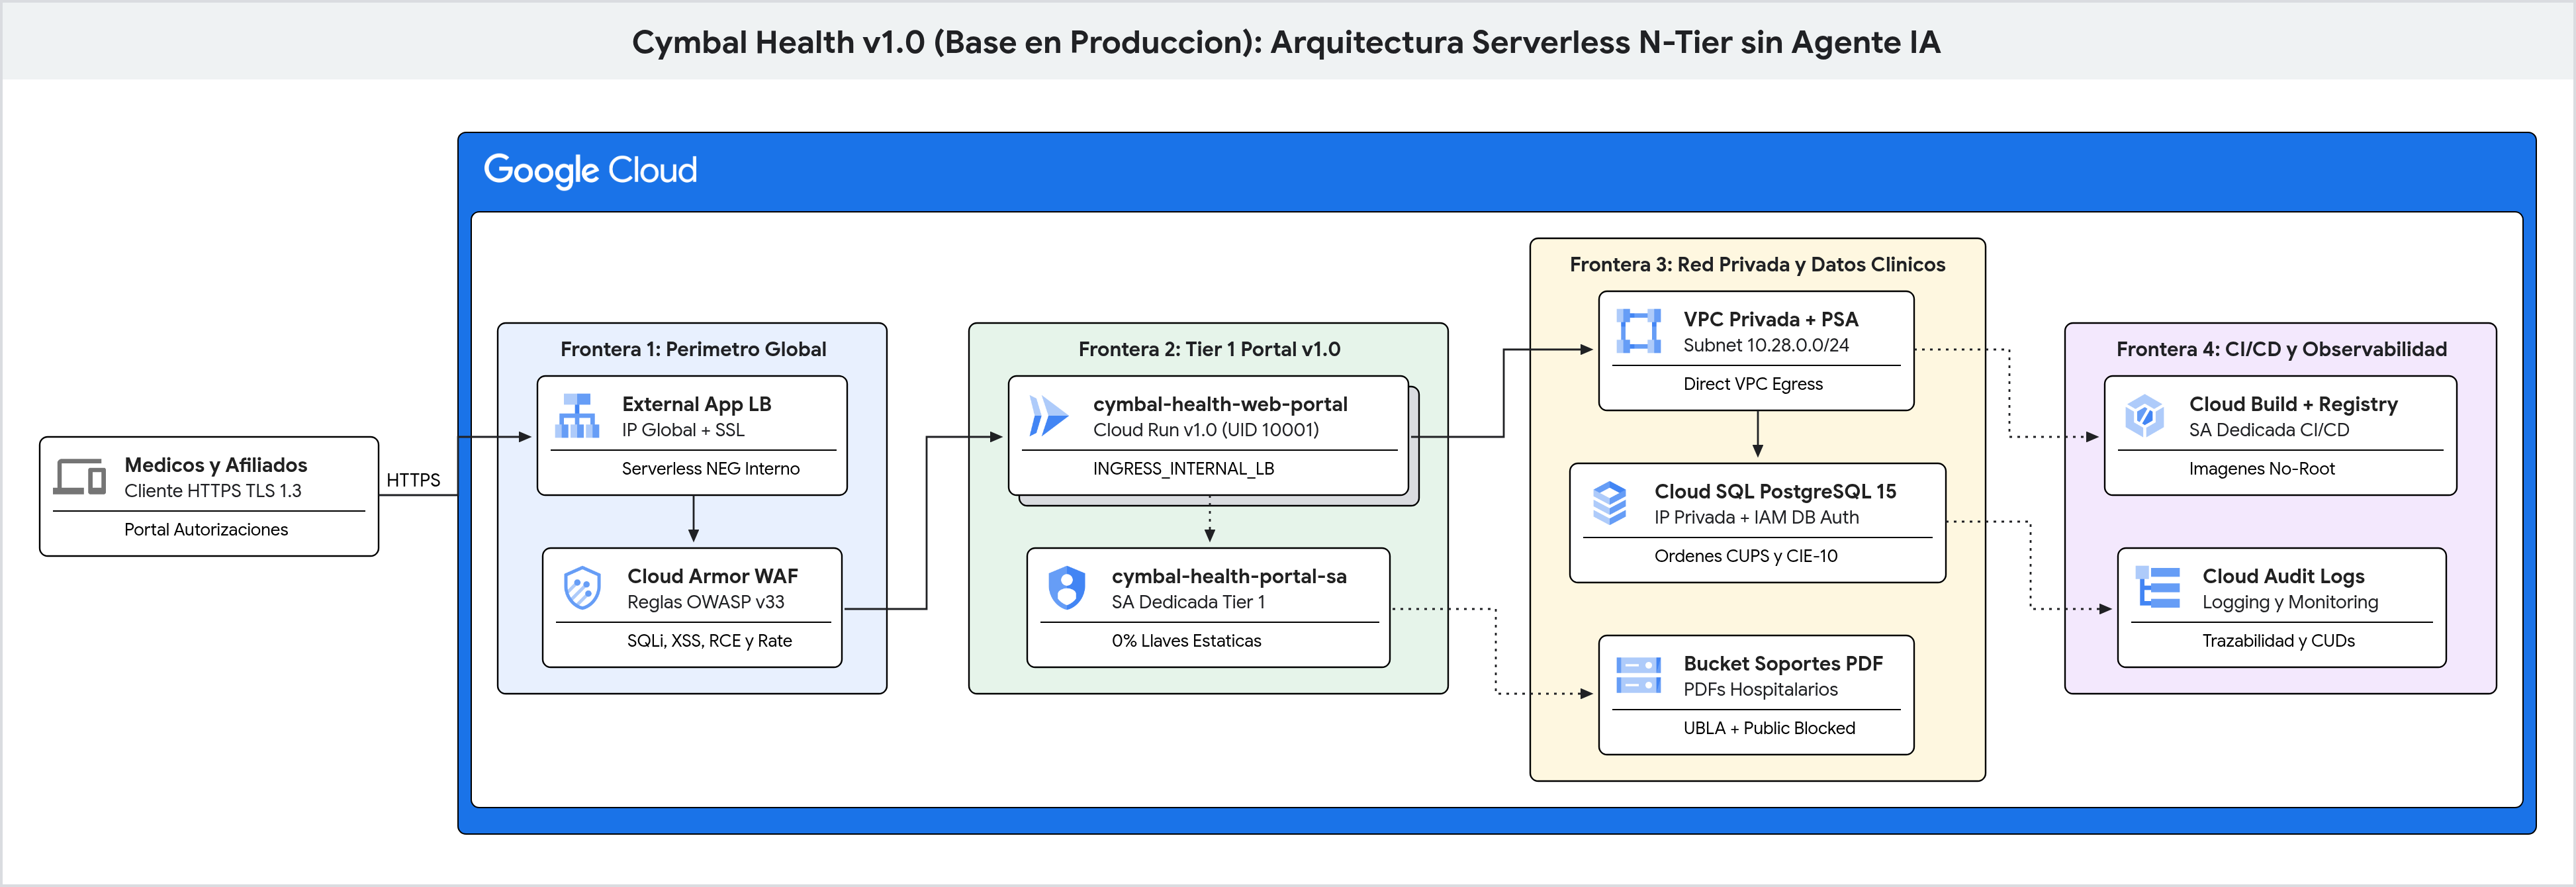 Cymbal Health v1.0 (Base en Produccion): Arquitectura Serverless N-Tier sin Agente IA
Google Cloud
Medicos y Afiliados
Cliente HTTPS TLS 1.3
Portal Autorizaciones
HTTPS
Frontera 1: Perimetro Global
External App LB
IP Global + SSL
Serverless NEG Interno
Cloud Armor WAF
Reglas OWASP v33
SQLi, XSS, RCE y Rate
Frontera 2: Tier 1 Portal v1.0
cymbal-health-web-portal
Cloud Run v1.0 (UID 10001)
INGRESS_INTERNAL_LB
cymbal-health-portal-sa
SA Dedicada Tier 1
0% Llaves Estaticas
Frontera 3: Red Privada y Datos Clinicos
VPC Privada + PSA
Subnet 10.28.0.0/24
Direct VPC Egress
Cloud SQL PostgreSQL 15
IP Privada + IAM DB Auth
Ordenes CUPS y CIE-10
Bucket Soportes PDF
PDFs Hospitalarios
UBLA + Public Blocked
Frontera 4: CI/CD y Observabilidad
Cloud Build + Registry
SA Dedicada CI/CD
Imagenes No-Root
Cloud Audit Logs
Logging y Monitoring
Trazabilidad y CUDs